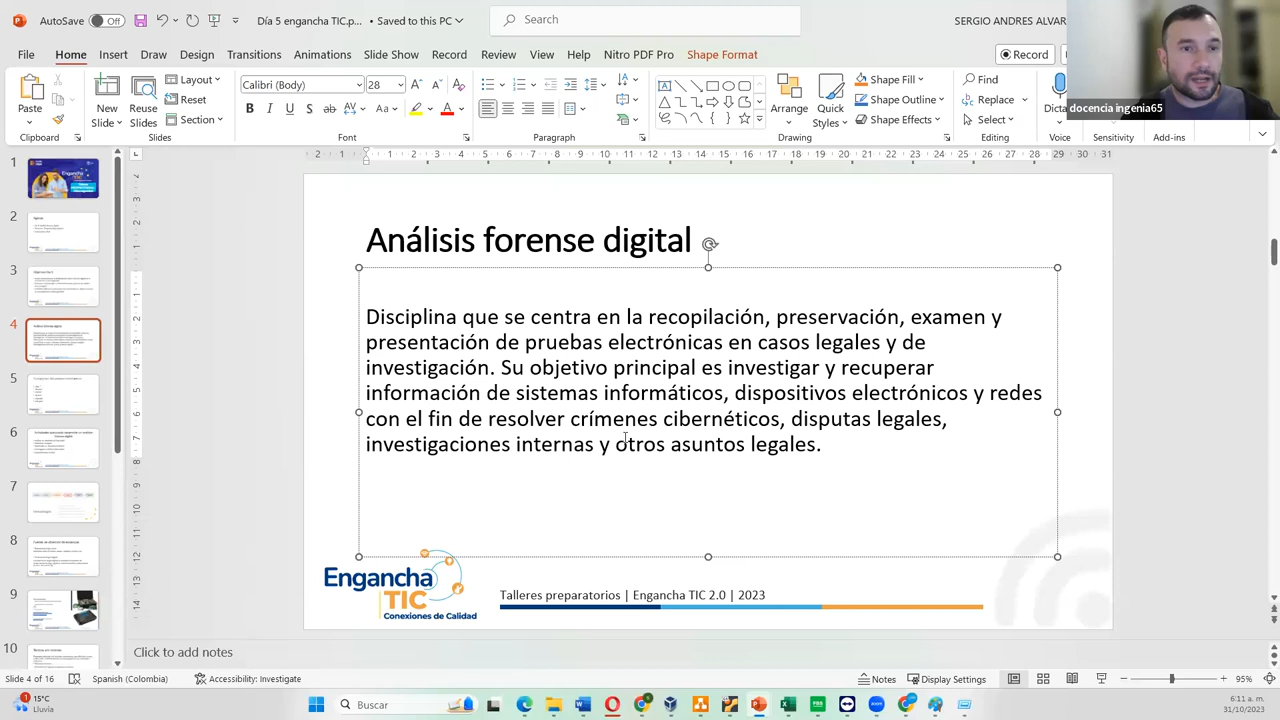 AutoSave Off Día 5 engancha TIC.p... • Saved to this PC Search SERGIO ANDRES ALVAR
File Home Insert Draw Design Transitions Animations Slide Show Record Review View Help Nitro PDF Pro Shape Format Record
docencia ingenia65
Paste New Slide Reuse Slides Layout Reset Section
Calibri (Body) 28
Arrange Quick Styles Shape Fill Shape Outline Shape Effects
Find Replace Select Dicta
Clipboard Slides Font Paragraph Drawing Editing Voice Sensitivity Add-ins
1
2
4
7
8
9
10
Análisis forense digital
Disciplina que se centra en la recopilación, preservación, examen y
presentación de pruebas electrónicas en casos legales y de
investigación. Su objetivo principal es investigar y recuperar
información de sistemas informáticos, dispositivos electrónicos y redes
con el fin de resolver crímenes cibernéticos, disputas legales,
investigaciones internas y otros asuntos legales.
Engancha
TIC
Conexiones de Calidad
Talleres preparatorios | Engancha TIC 2.0 | 2023
Click to add notes
Slide 4 of 16 Spanish (Colombia) Accessibility: Investigate Notes Display Settings 95%
15°C
Lluvia
Buscar
6:11 a.m.
31/10/2023